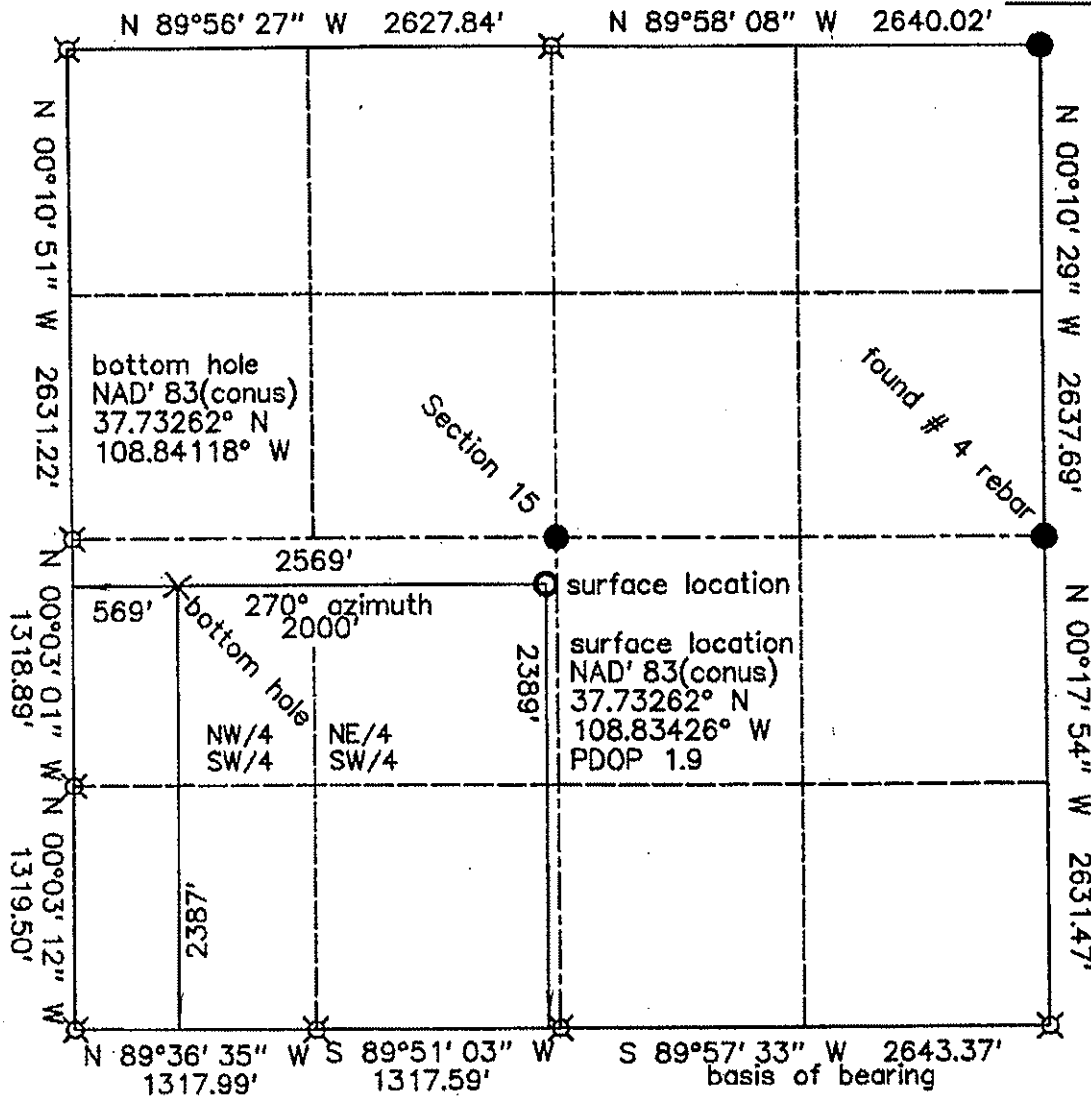 N 89°56' 27" W 2627.84'
N 89°58' 08" W 2640.02'
N 00°10' 51" W 2631.22'
N 00°10' 29" W 2637.69'
bottom hole
NAD' 83(conus)
37.73262° N
108.84118° W
Section 15
found # 4 rebar
2569'
569'
270° azimuth
2000'
surface location
bottom hole
2389'
surface location
NAD' 83(conus)
37.73262° N
108.83426° W
PDOP 1.9
N 00°03' 01" W
1318.89'
NW/4
SW/4
NE/4
SW/4
N 00°17' 54" W 2631.47'
2387'
N 00°03' 12" W
1319.50'
N 89°36' 35" W
1317.99'
S 89°51' 03" W
1317.59'
S 89°57' 33" W 2643.37'
basis of bearing